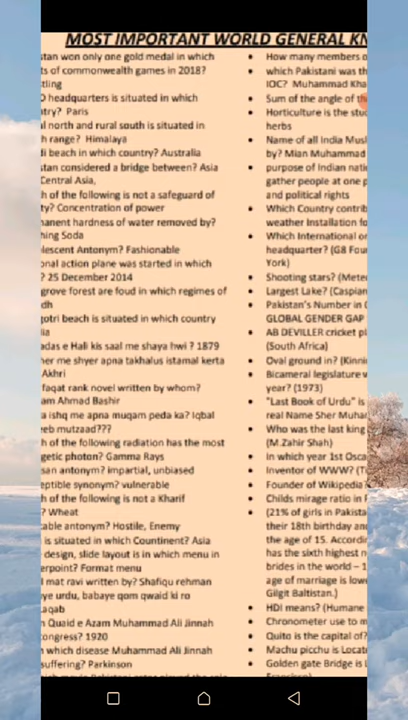 MOST IMPORTANT WORLD GENERAL KN
stan won only one gold medal in which
ts of commonwealth games in 2018?
stling
O headquarters is situated in which
try? Paris
al north and rural south is situated in
h range? Himalaya
di beach in which country? Australia
stan considered a bridge between? Asia
Central Asia,
h of the following is not a safeguard of
ty? Concentration of power
nanent hardness of water removed by?
hing Soda
lescent Antonym? Fashionable
onal action plane was started in which
? 25 December 2014
grove forest are foud in which regimes of
dh
gotri beach is situated in which country
lia
adas e Hali kis saal me shaya hwi ? 1879
her me shyer apna takhalus istamal kerta
Akhri
faqat rank novel written by whom?
am Ahmad Bashir
a ishq me apna muqam peda ka? Iqbal
eeb mutzaad???
h of the following radiation has the most
getic photon? Gamma Rays
san antonym? impartial, unbiased
eptible synonym? vulnerable
h of the following is not a Kharif
? Wheat
table antonym? Hostile, Enemy
is situated in which Countinent? Asia
design, slide layout is in which menu in
erpoint? Format menu
l mat ravi written by? Shafiqu rehman
ye urdu, babaye qom qwaid ki ro
aqab
n Quaid e Azam Muhammad Ali Jinnah
congress? 1920
n which disease Muhammad Ali Jinnah
suffering? Parkinson
• How many members o
• which Pakistani was th
IOC? Muhammad Kha
• Sum of the angle of th
• Horticulture is the stud
herbs
• Name of all India Musl
by? Mian Muhammad
• purpose of Indian nati
gather people at one p
and political rights
• Which Country contrib
weather Installation fo
• Which International or
headquarter? (G8 Four
York)
• Shooting stars? (Mete
• Largest Lake? (Caspian
• Pakistan's Number in G
GLOBAL GENDER GAP
• AB DEVILLER cricket pl
(South Africa)
• Oval ground in? (Kinni
• Bicameral legislature w
year? (1973)
• "Last Book of Urdu" is
real Name Sher Muha
• Who was the last king
(M.Zahir Shah)
• In which year 1st Osca
• Inventor of WWW? (Ti
• Founder of Wikipedia
• Childs mirage ratio in P
(21% of girls in Pakista
their 18th birthday and
the age of 15. Accordin
has the sixth highest n
brides in the world – 1
age of marriage is lowe
Gilgit Baltistan.)
• HDI means? (Humane
• Chronometer use to m
• Quito is the capital of?
• Machu picchu is Locat
• Golden gate Bridge is L